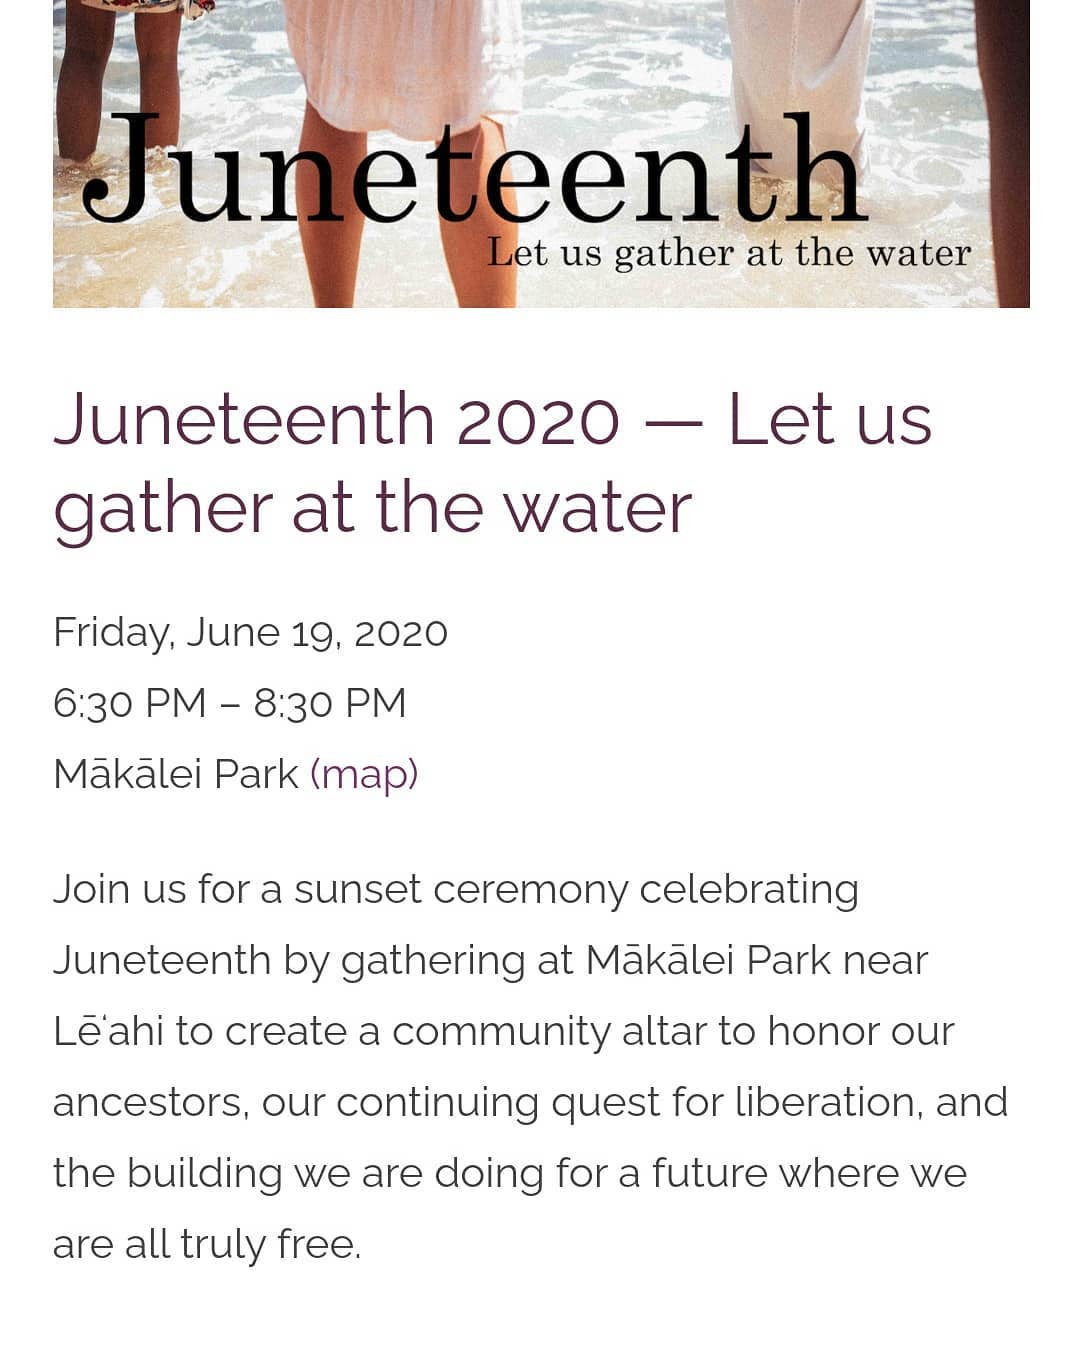 Juneteenth
Let us gather at the water
Juneteenth 2020 — Let us
gather at the water
Friday, June 19, 2020
6:30 PM – 8:30 PM
Mākālei Park (map)
Join us for a sunset ceremony celebrating
Juneteenth by gathering at Mākālei Park near
Lēʻahi to create a community altar to honor our
ancestors, our continuing quest for liberation, and
the building we are doing for a future where we
are all truly free.